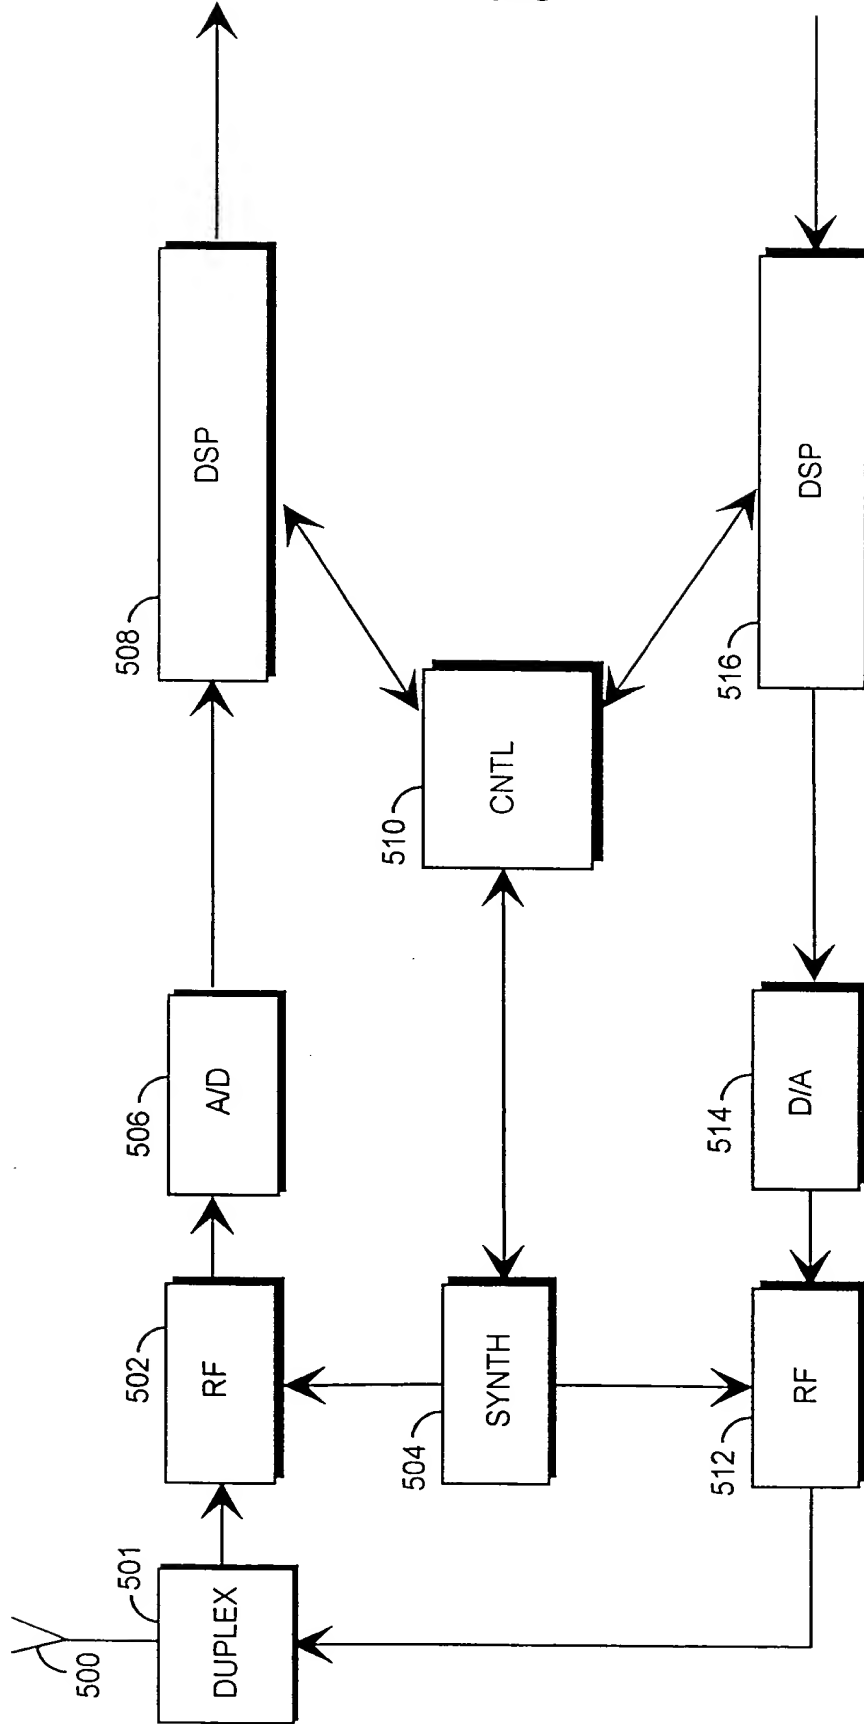 500
501
DUPLEX
502
RF
506
A/D
508
DSP
504
SYNTH
510
CNTL
512
RF
514
D/A
516
DSP